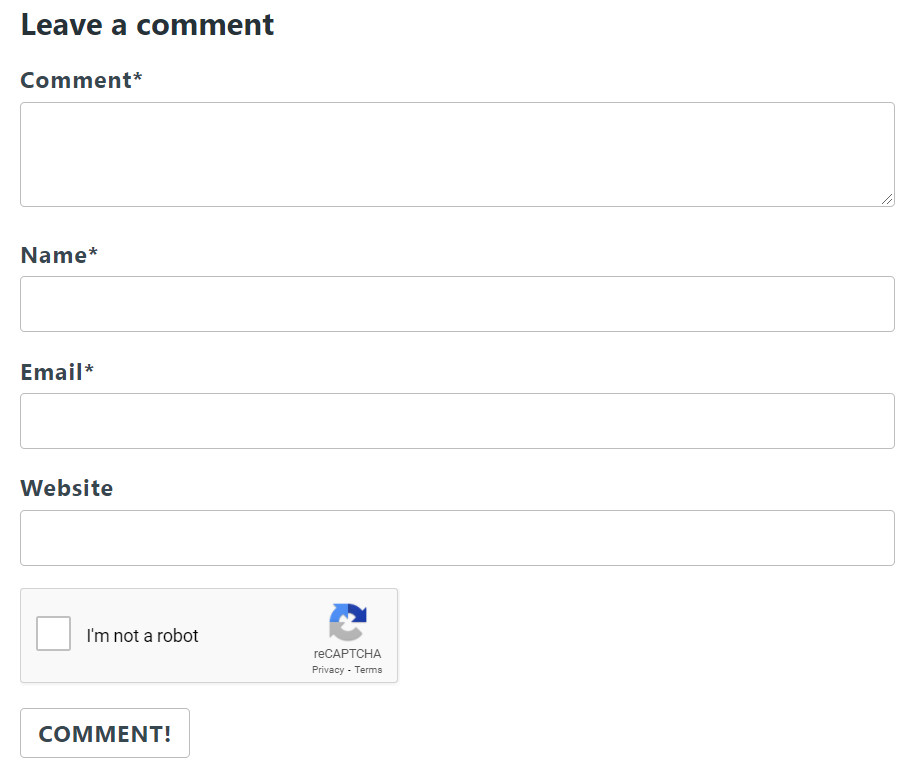 Leave a comment
Comment*
Name*
Email*
Website
I'm not a robot
reCAPTCHA
Privacy - Terms
COMMENT!